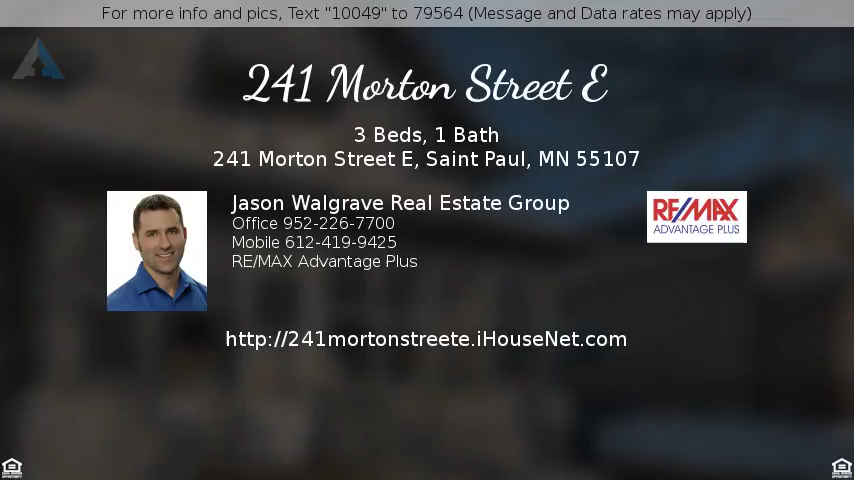 For more info and pics, Text "10049" to 79564 (Message and Data rates may apply)
241 Morton Street E
3 Beds, 1 Bath
241 Morton Street E, Saint Paul, MN 55107
Jason Walgrave Real Estate Group
Office 952-226-7700
Mobile 612-419-9425
RE/MAX Advantage Plus
RE/MAX
ADVANTAGE PLUS
http://241mortonstreete.iHouseNet.com